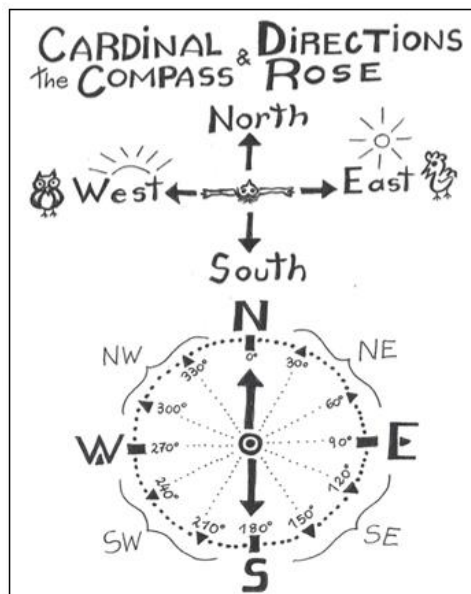 CARDINAL & DIRECTIONS
the COMPASS ROSE
North
West
East
South
N
NW
NE
0°
330°
30°
300°
60°
W
270°
90°
E
240°
120°
270°
180°
150°
SW
SE
S